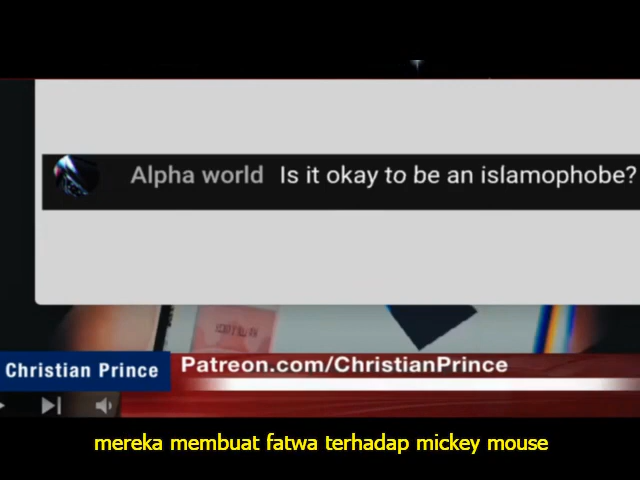 Alpha world Is it okay to be an islamophobe?
Christian Prince
Patreon.com/ChristianPrince
mereka membuat fatwa terhadap mickey mouse